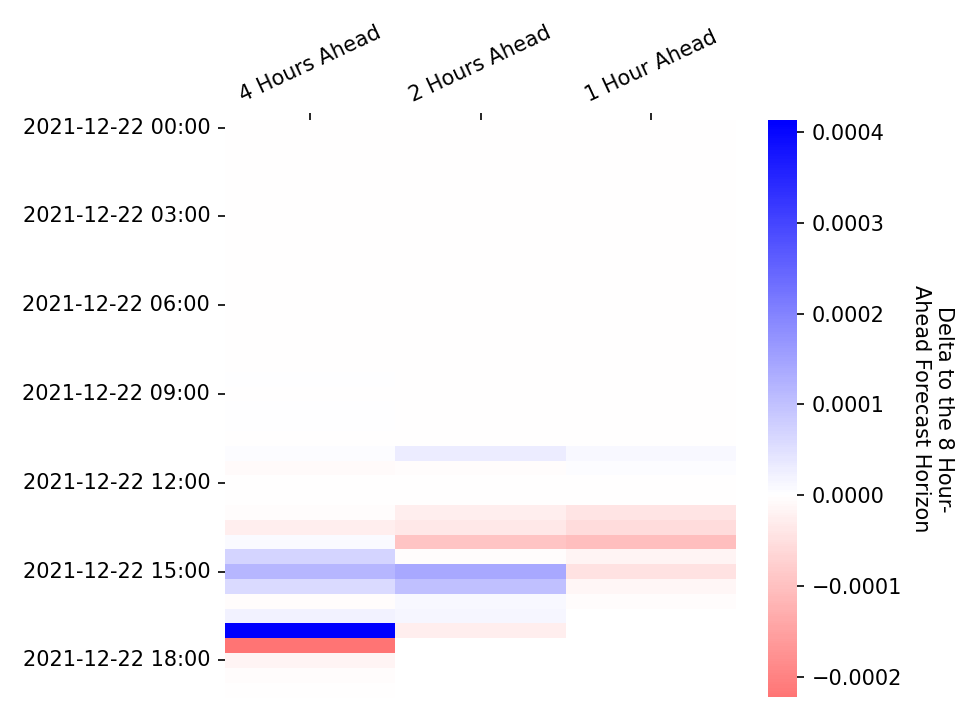 4 Hours Ahead
2 Hours Ahead
1 Hour Ahead
2021-12-22 00:00
2021-12-22 03:00
2021-12-22 06:00
2021-12-22 09:00
2021-12-22 12:00
2021-12-22 15:00
2021-12-22 18:00
0.0004
0.0003
0.0002
0.0001
0.0000
−0.0001
−0.0002
Delta to the 8 Hour-
Ahead Forecast Horizon